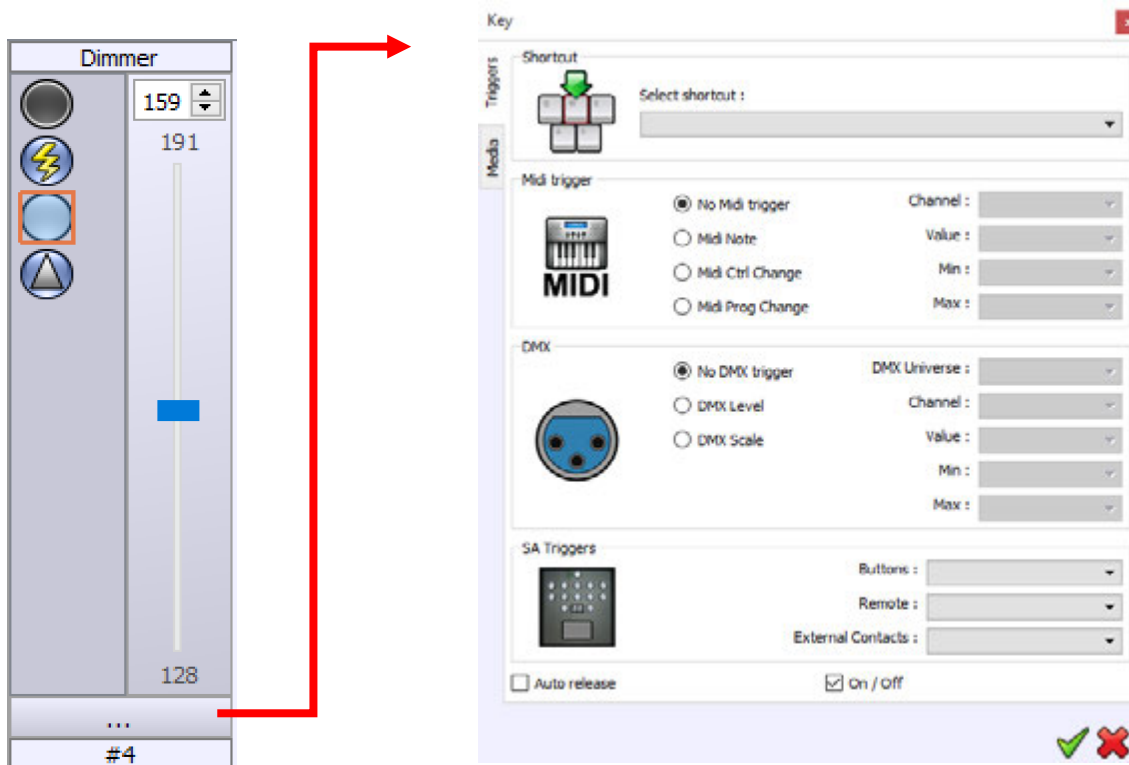 Dimmer
159
191
128
...
#4
Key
Triggers
Media
Shortcut
Select shortcut :
Midi trigger
MIDI
No Midi trigger
Channel :
Midi Note
Value :
Midi Ctrl Change
Min :
Midi Prog Change
Max :
DMX
No DMX trigger
DMX Universe :
DMX Level
Channel :
DMX Scale
Value :
Min :
Max :
SA Triggers
Buttons :
Remote :
External Contacts :
Auto release
On / Off